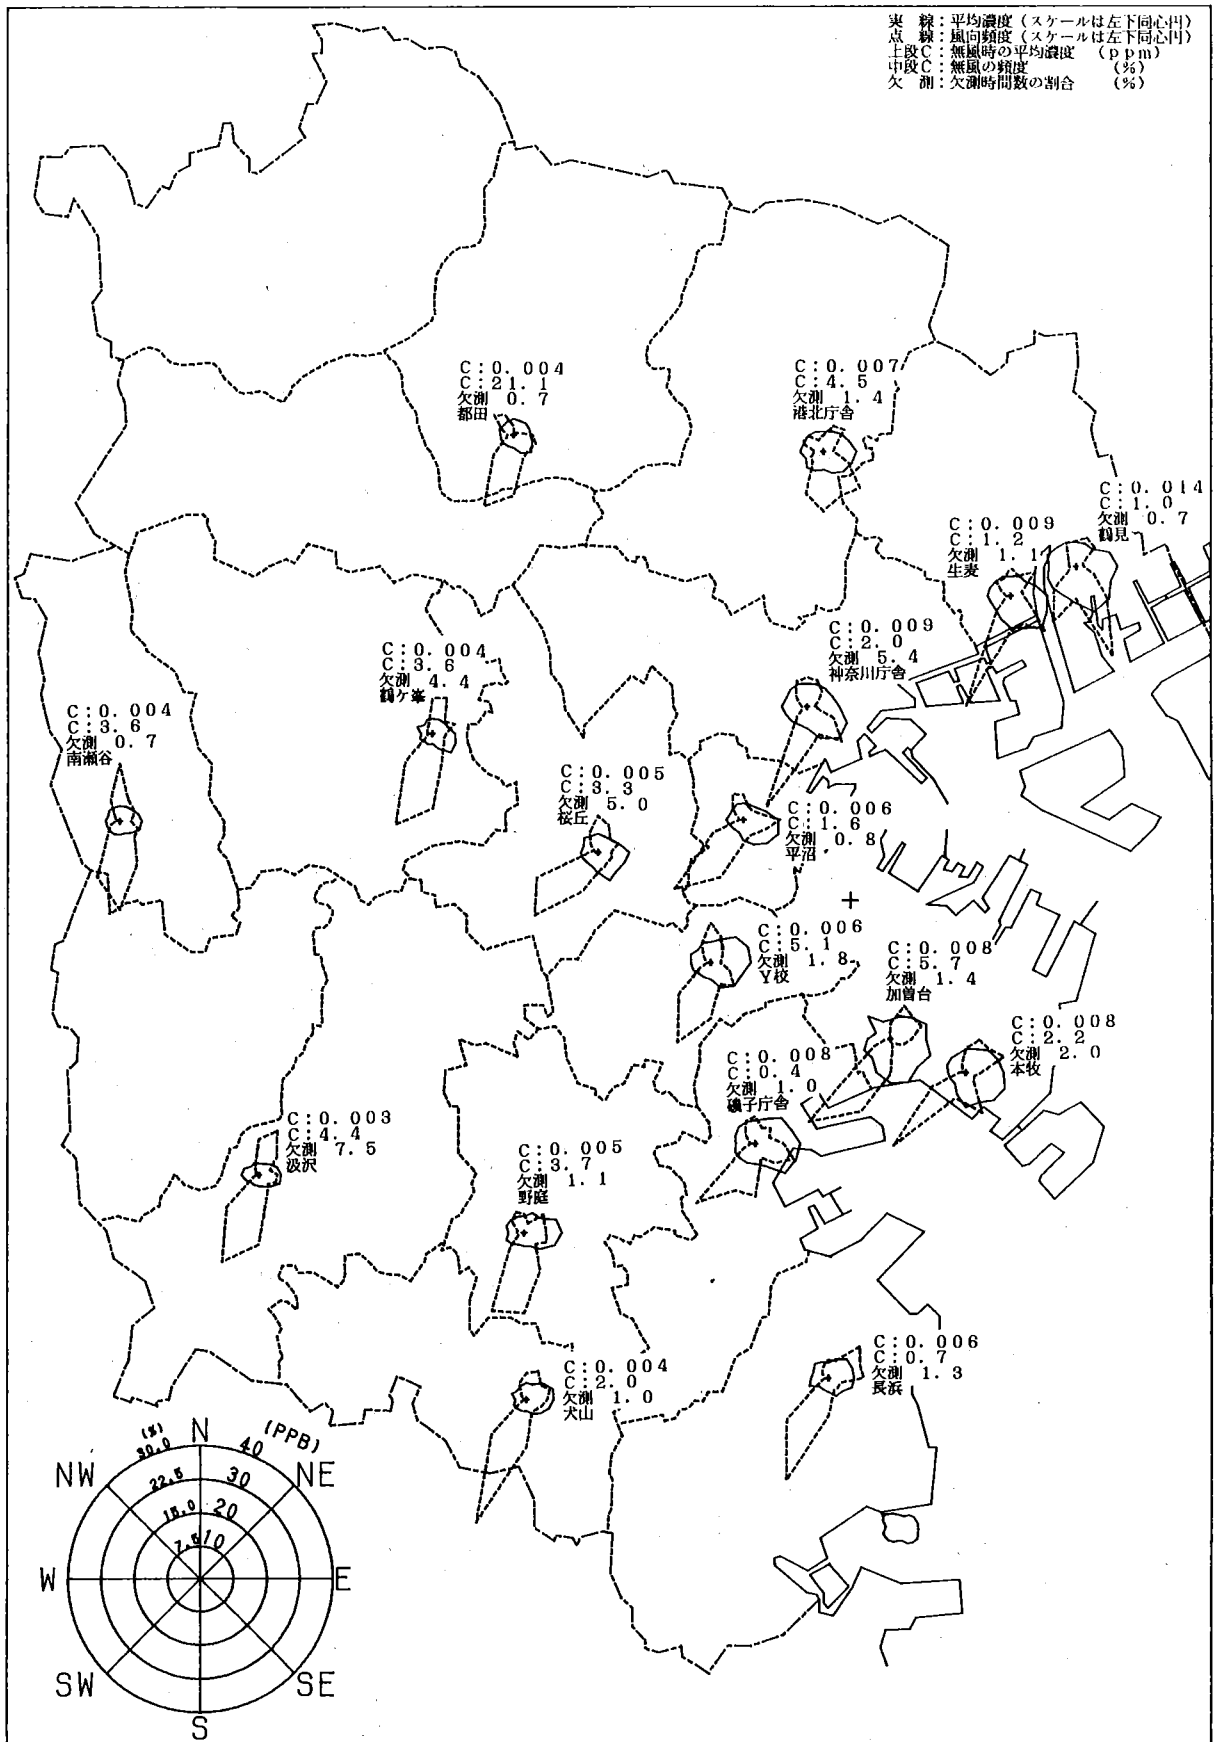 実 線：平均濃度（スケールは左下同心円）
点 線：風向頻度（スケールは左下同心円）
上段C：無風時の平均濃度 （ppm）
中段C：無風の頻度 （%）
欠 測：欠測時間数の割合 （%）
C：0.004
C：21.1
欠測 0.7
都田
C：0.007
C：4.5
欠測 1.4
港北庁舎
C：0.014
C：1.0
欠測 0.7
鶴見
C：0.009
C：1.2
欠測 1.1
生麦
C：0.009
C：2.0
欠測 5.4
神奈川庁舎
C：0.004
C：3.6
欠測 4.4
鶴ケ峯
C：0.004
C：3.6
欠測 0.7
南瀬谷
C：0.005
C：3.3
欠測 5.0
桜丘
C：0.006
C：1.6
欠測 0.8
平沼
C：0.006
C：5.1
欠測 1.8
Y校
C：0.008
C：5.7
欠測 1.4
加曽台
C：0.008
C：2.2
欠測 2.0
本牧
C：0.008
C：0.4
欠測 1.0
磯子庁舎
C：0.003
C：4.4
欠測 7.5
汲沢
C：0.005
C：3.7
欠測 1.1
野庭
C：0.006
C：0.7
欠測 1.3
長浜
C：0.004
C：2.0
欠測 1.0
犬山
(%) N (PPB)
30.0 40
NW 22.5 30 NE
15.0 20
7.5 10
W E
SW SE
S